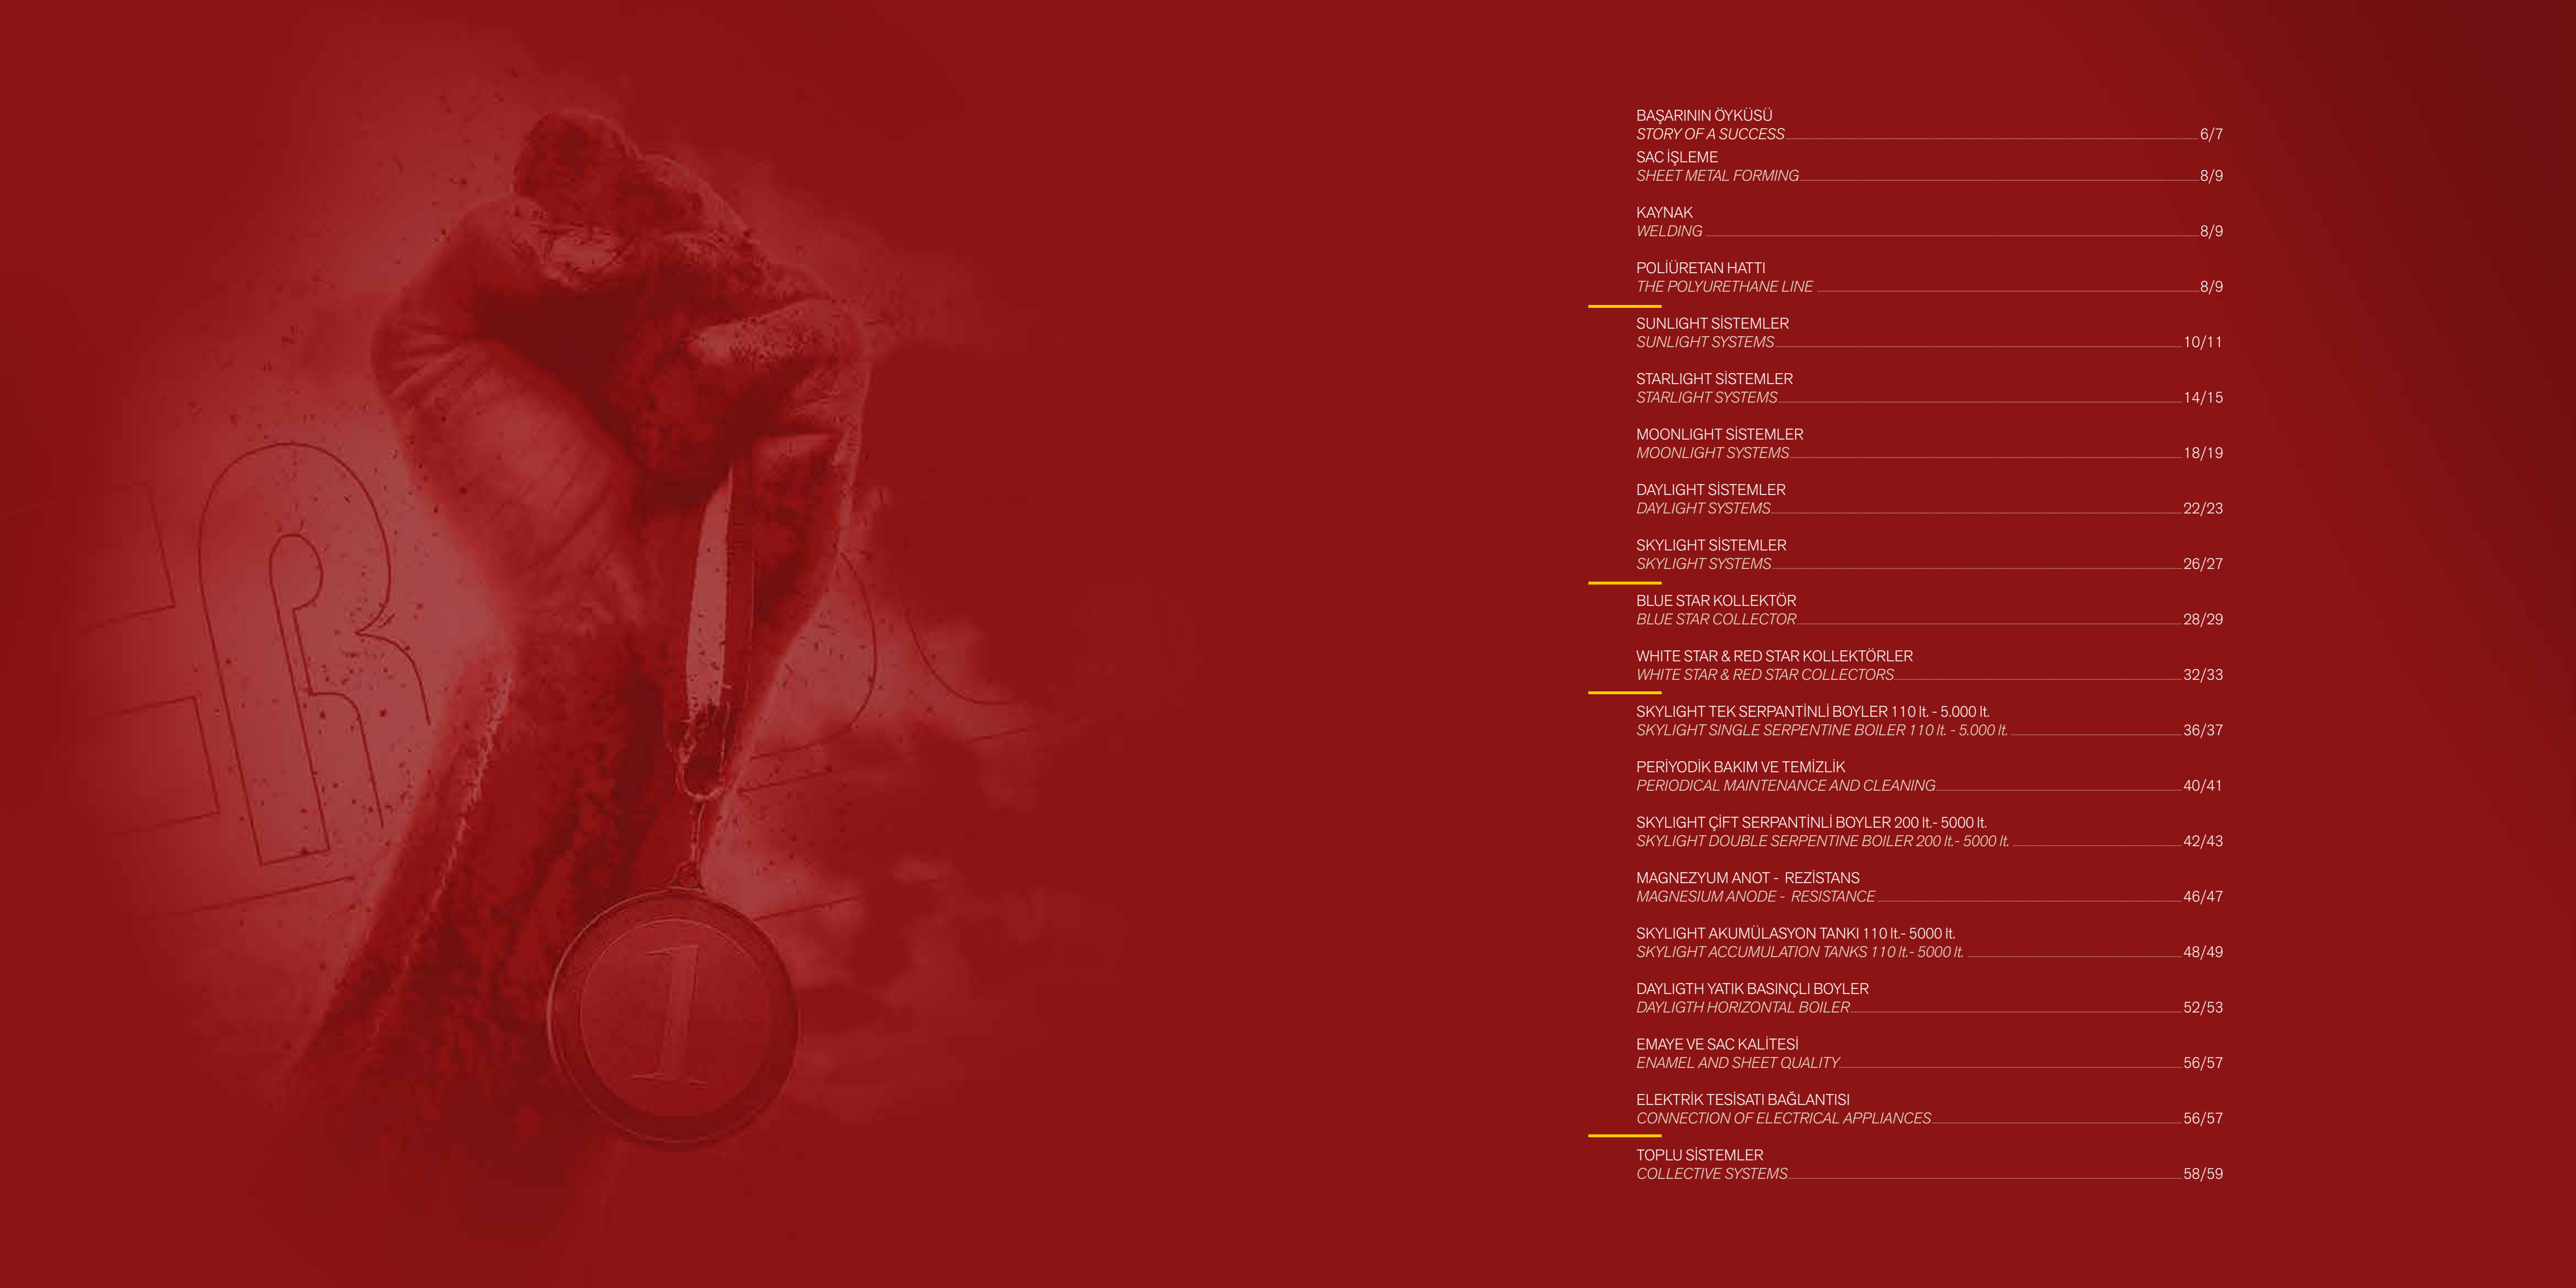 BAŞARININ ÖYKÜSÜ
STORY OF A SUCCESS 6/7
SAC İŞLEME
SHEET METAL FORMING 8/9
KAYNAK
WELDING 8/9
POLİÜRETAN HATTI
THE POLYURETHANE LINE 8/9
SUNLIGHT SİSTEMLER
SUNLIGHT SYSTEMS 10/11
STARLIGHT SİSTEMLER
STARLIGHT SYSTEMS 14/15
MOONLIGHT SİSTEMLER
MOONLIGHT SYSTEMS 18/19
DAYLIGHT SİSTEMLER
DAYLIGHT SYSTEMS 22/23
SKYLIGHT SİSTEMLER
SKYLIGHT SYSTEMS 26/27
BLUE STAR KOLLEKTÖR
BLUE STAR COLLECTOR 28/29
WHITE STAR & RED STAR KOLLEKTÖRLER
WHITE STAR & RED STAR COLLECTORS 32/33
SKYLIGHT TEK SERPANTİNLİ BOYLER 110 lt. - 5.000 lt.
SKYLIGHT SINGLE SERPENTINE BOILER 110 lt. - 5.000 lt. 36/37
PERİYODİK BAKIM VE TEMİZLİK
PERIODICAL MAINTENANCE AND CLEANING 40/41
SKYLIGHT ÇİFT SERPANTİNLİ BOYLER 200 lt.- 5000 lt.
SKYLIGHT DOUBLE SERPENTINE BOILER 200 lt.- 5000 lt. 42/43
MAGNEZYUM ANOT - REZİSTANS
MAGNESIUM ANODE - RESISTANCE 46/47
SKYLIGHT AKUMÜLASYON TANKI 110 lt.- 5000 lt.
SKYLIGHT ACCUMULATION TANKS 110 lt.- 5000 lt. 48/49
DAYLIGTH YATIK BASINÇLI BOYLER
DAYLIGTH HORIZONTAL BOILER 52/53
EMAYE VE SAC KALİTESİ
ENAMEL AND SHEET QUALITY 56/57
ELEKTRİK TESİSATI BAĞLANTISI
CONNECTION OF ELECTRICAL APPLIANCES 56/57
TOPLU SİSTEMLER
COLLECTIVE SYSTEMS 58/59
1